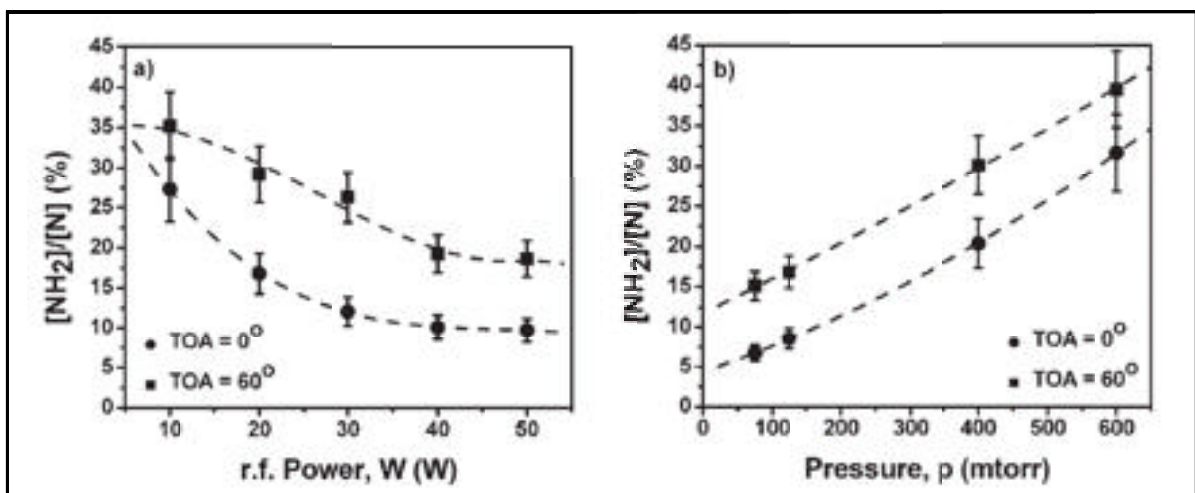 a)
45
40
35
30
25
20
15
10
5
0
[NH2]/[N] (%)
TOA = 0°
TOA = 60°
10 20 30 40 50
r.f. Power, W (W)
b)
45
40
35
30
25
20
15
10
5
0
[NH2]/[N] (%)
TOA = 0°
TOA = 60°
0 100 200 300 400 500 600
Pressure, p (mtorr)